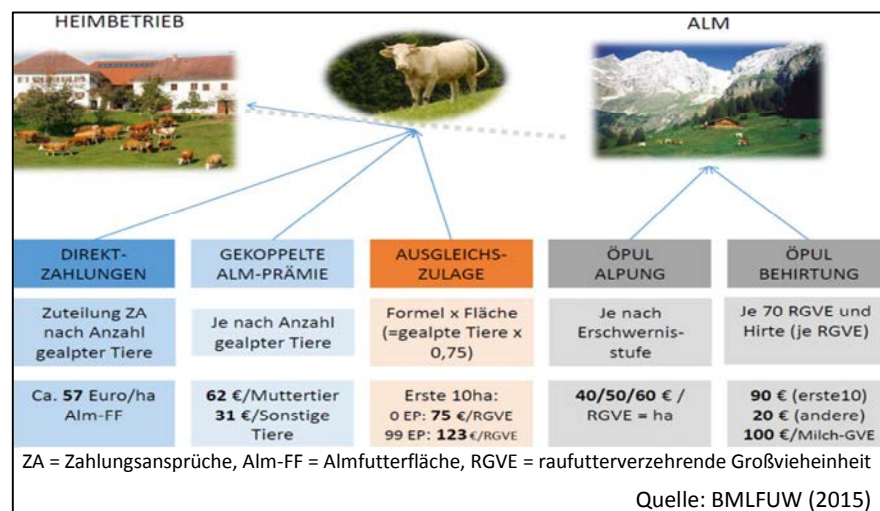 HEIMBETRIEB
ALM
DIREKT-
ZAHLUNGEN
Zuteilung ZA
nach Anzahl
gealpter Tiere
Ca. 57 Euro/ha
Alm-FF
GEKOPPELTE
ALM-PRÄMIE
Je nach Anzahl
gealpter Tiere
62 €/Muttertier
31 €/Sonstige
Tiere
AUSGLEICHS-
ZULAGE
Formel x Fläche
(=gealpte Tiere x
0,75)
Erste 10ha:
0 EP: 75 €/RGVE
99 EP: 123 €/RGVE
ÖPUL
ALPUNG
Je nach
Erschwernis-
stufe
40/50/60 € /
RGVE = ha
ÖPUL
BEHIRTUNG
Je 70 RGVE und
Hirte (je RGVE)
90 € (erste10)
20 € (andere)
100 €/Milch-GVE
ZA = Zahlungsansprüche, Alm-FF = Almfutterfläche, RGVE = raufutterverzehrende Großvieheinheit
Quelle: BMLFUW (2015)